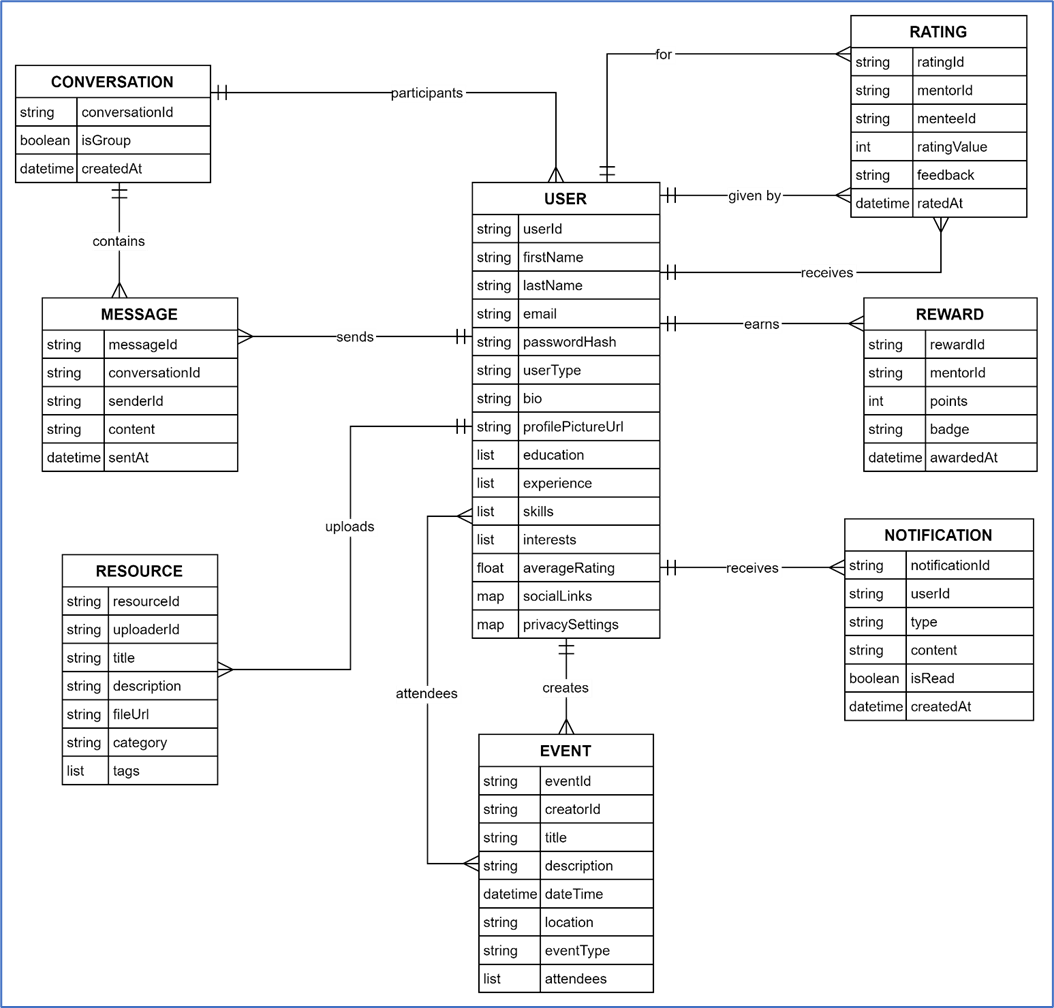 CONVERSATION
string conversationId
boolean isGroup
datetime createdAt
participants
for
RATING
string ratingId
string mentorId
string menteeId
int ratingValue
string feedback
datetime ratedAt
contains
given by
receives
USER
string userId
string firstName
string lastName
string email
string passwordHash
string userType
string bio
string profilePictureUrl
list education
list experience
list skills
list interests
float averageRating
map socialLinks
map privacySettings
MESSAGE
string messageId
string conversationId
string senderId
string content
datetime sentAt
sends
earns
REWARD
string rewardId
string mentorId
int points
string badge
datetime awardedAt
uploads
RESOURCE
string resourceId
string uploaderId
string title
string description
string fileUrl
string category
list tags
receives
NOTIFICATION
string notificationId
string userId
string type
string content
boolean isRead
datetime createdAt
attendees
creates
EVENT
string eventId
string creatorId
string title
string description
datetime dateTime
string location
string eventType
list attendees